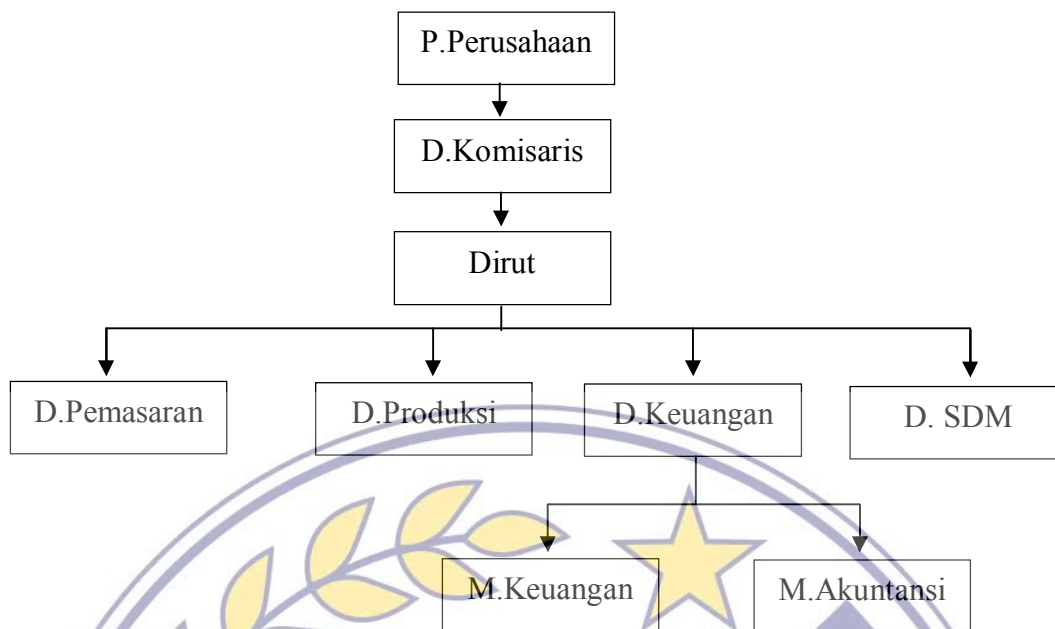 P.Perusahaan
D.Komisaris
Dirut
D.Pemasaran
D.Produksi
D.Keuangan
D. SDM
M.Keuangan
M.Akuntansi